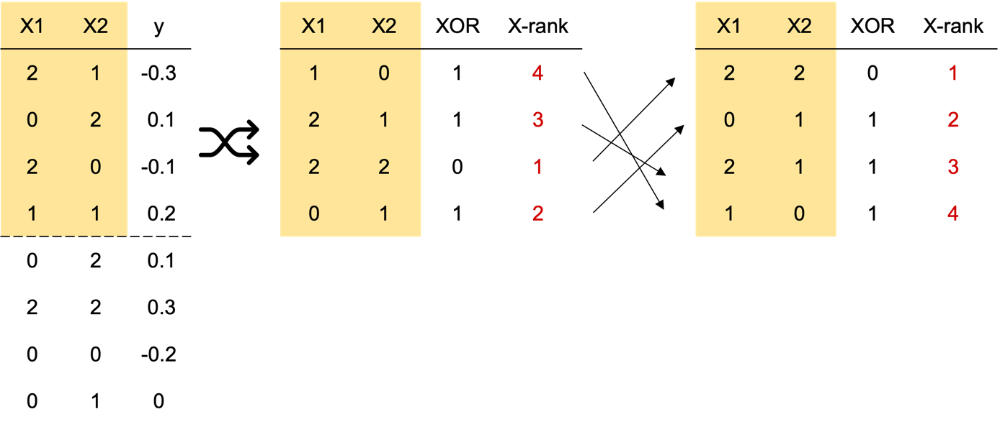 X1 X2 y X1 X2 XOR X-rank X1 X2 XOR X-rank
2 1 -0.3 1 0 1 4 2 2 0 1
0 2 0.1 2 1 1 3 0 1 1 2
2 0 -0.1 2 2 0 1 2 1 1 3
1 1 0.2 0 1 1 2 1 0 1 4
0 2 0.1
2 2 0.3
0 0 -0.2
0 1 0